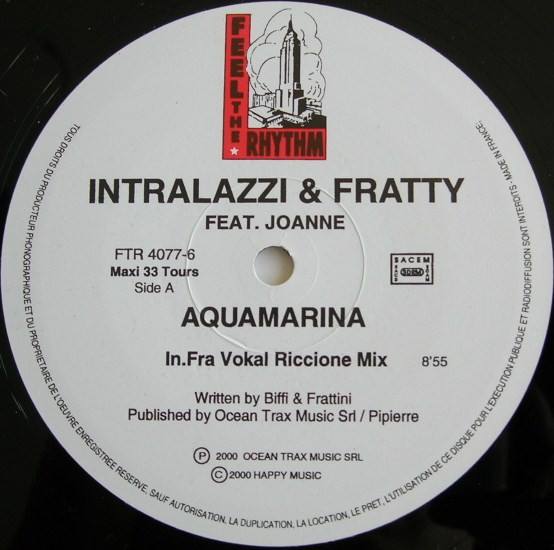 FEEL THE
RHYTHM
INTRALAZZI & FRATTY
FEAT. JOANNE
FTR 4077-6
Maxi 33 Tours
Side A
SACEM
AQUAMARINA
In.Fra Vokal Riccione Mix 8'55
Written by Biffi & Frattini
Published by Ocean Trax Music Srl / Pipierre
Ⓟ 2000 OCEAN TRAX MUSIC SRL
© 2000 HAPPY MUSIC
TOUS DROITS DU PRODUCTEUR PHONOGRAPHIQUE ET DU PROPRIETAIRE DE L'OEUVRE ENREGISTREE RESERVE, SAUF AUTORISATION, LA DUPLICATION, LA LOCATION, LE PRET, L'UTILISATION DE CE DISQUE POUR L'EXECUTION PUBLIQUE ET RADIODIFFUSION SONT INTERDITS - MADE IN FRANCE.